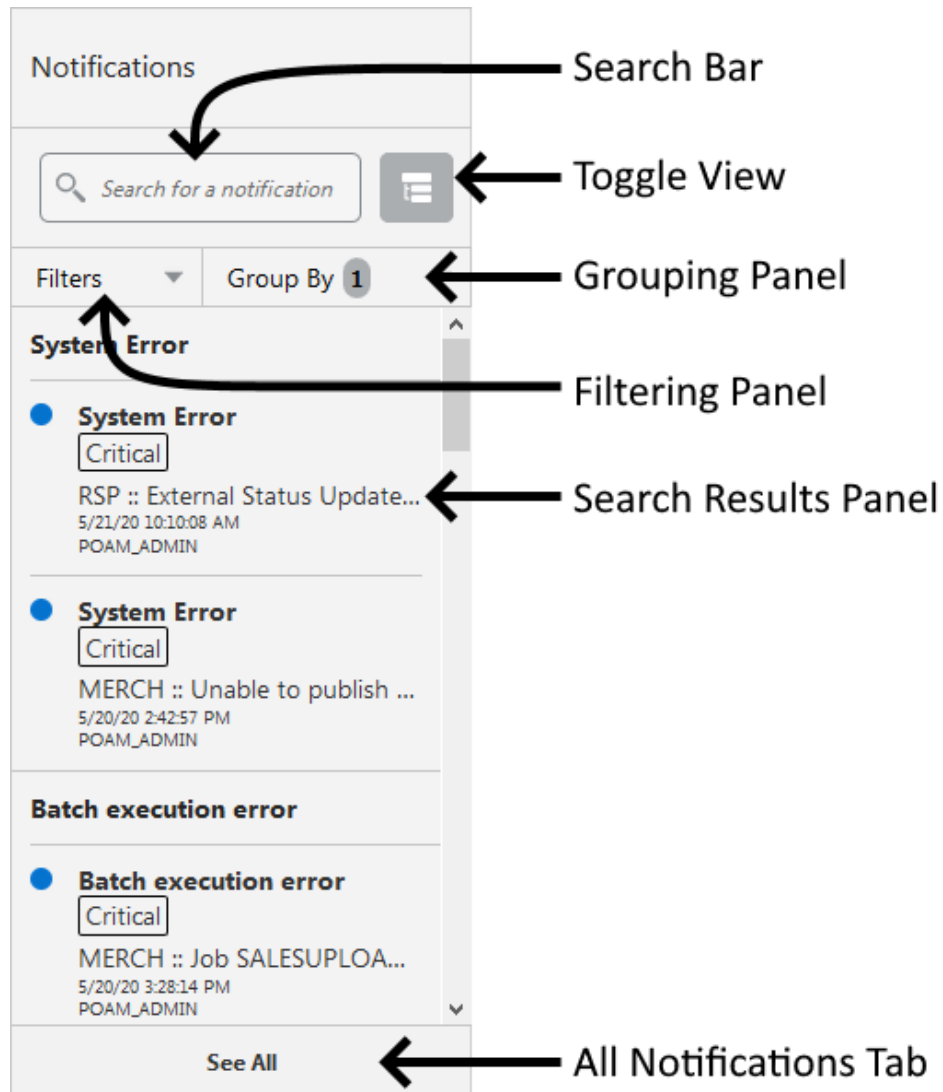 Notifications
Search Bar
Search for a notification
Toggle View
Filters
Group By 1
Grouping Panel
System Error
Filtering Panel
System Error
Critical
RSP :: External Status Update...
Search Results Panel
5/21/20 10:10:08 AM
POAM_ADMIN
System Error
Critical
MERCH :: Unable to publish ...
5/20/20 2:42:57 PM
POAM_ADMIN
Batch execution error
Batch execution error
Critical
MERCH :: Job SALESUPLOA...
5/20/20 3:28:14 PM
POAM_ADMIN
See All
All Notifications Tab